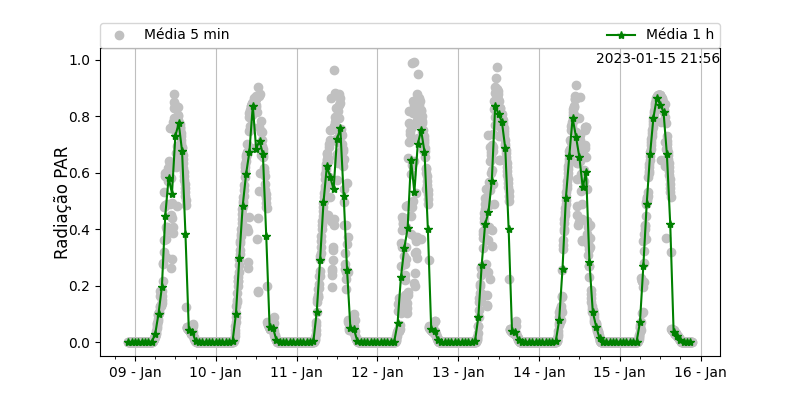 Média 5 min Média 1 h
2023-01-15 21:56
1.0
0.8
0.6
0.4
0.2
0.0
Radiação PAR
09 - Jan 10 - Jan 11 - Jan 12 - Jan 13 - Jan 14 - Jan 15 - Jan 16 - Jan